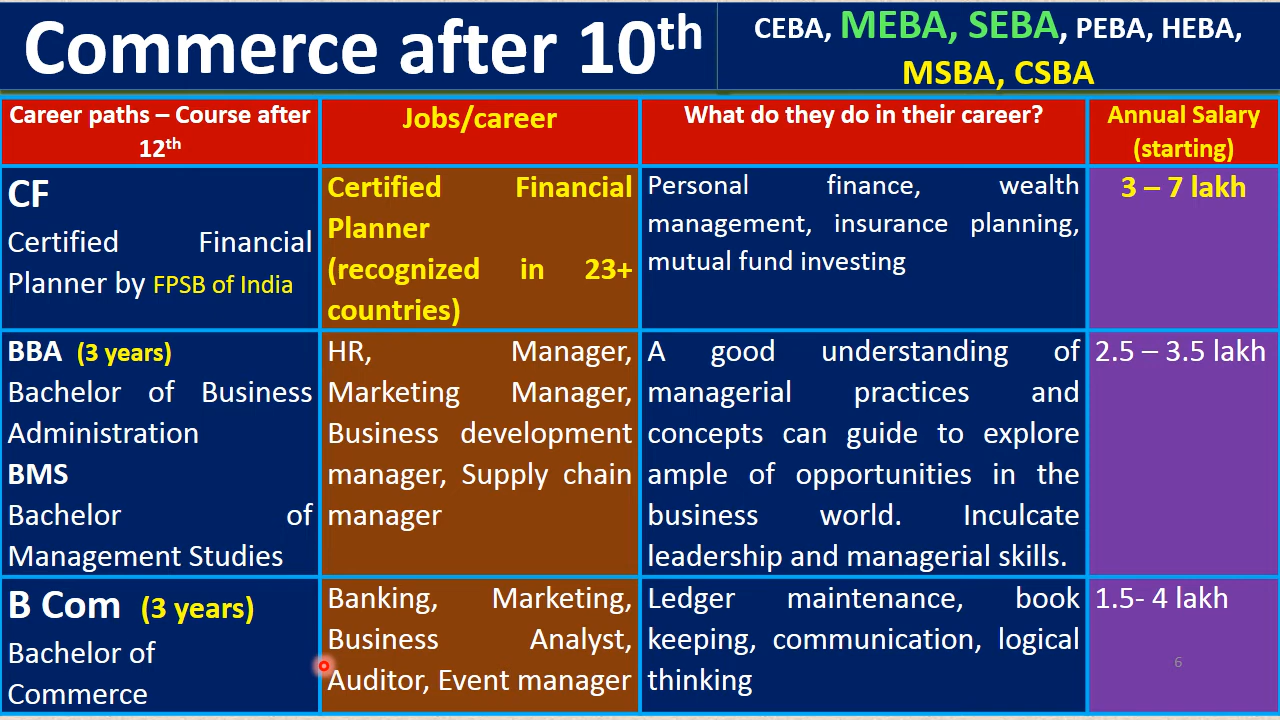 Commerce after 10th
CEBA, MEBA, SEBA, PEBA, HEBA,
MSBA, CSBA
Career paths – Course after
12th
Jobs/career
What do they do in their career?
Annual Salary
(starting)
CF
Certified Financial
Planner by FPSB of India
Certified Financial
Planner
(recognized in 23+
countries)
Personal finance, wealth
management, insurance planning,
mutual fund investing
3 – 7 lakh
BBA (3 years)
Bachelor of Business
Administration
BMS
Bachelor of
Management Studies
HR, Manager,
Marketing Manager,
Business development
manager, Supply chain
manager
A good understanding of
managerial practices and
concepts can guide to explore
ample of opportunities in the
business world. Inculcate
leadership and managerial skills.
2.5 – 3.5 lakh
B Com (3 years)
Bachelor of
Commerce
Banking, Marketing,
Business Analyst,
Auditor, Event manager
Ledger maintenance, book
keeping, communication, logical
thinking
1.5- 4 lakh
6